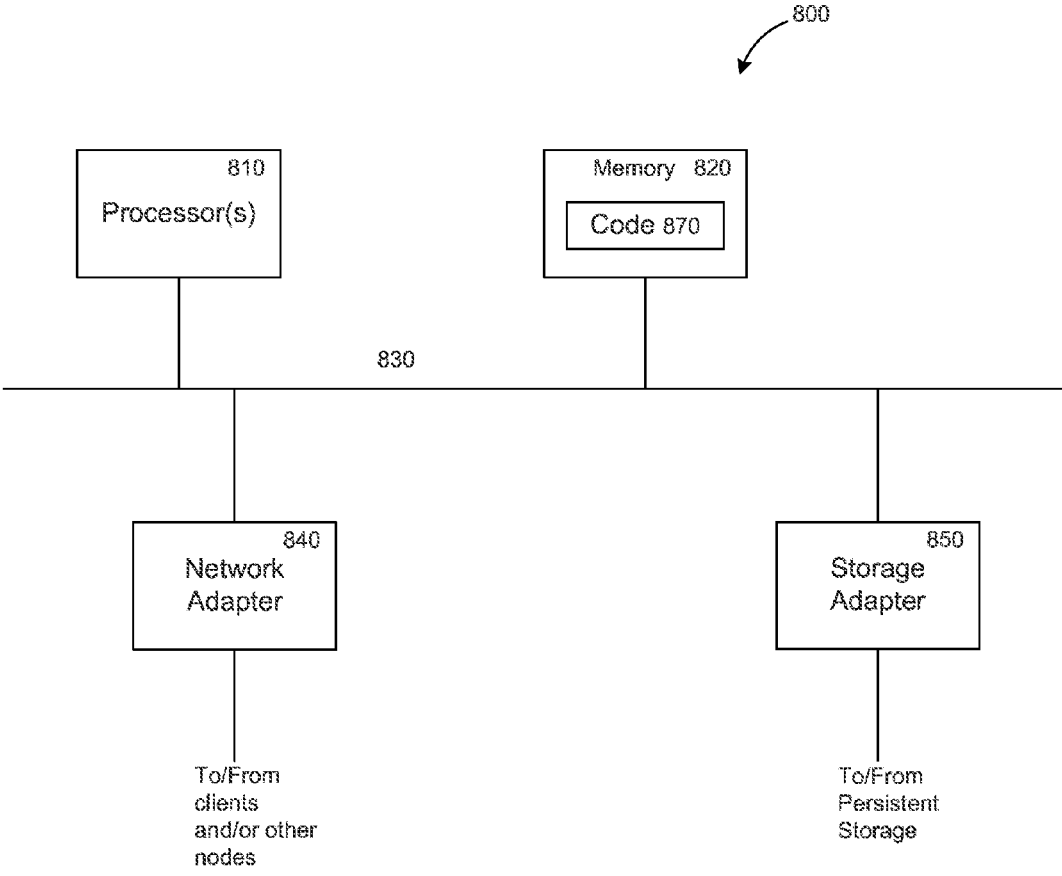 800
810
Processor(s)
Memory 820
Code 870
830
840
Network
Adapter
850
Storage
Adapter
To/From
clients
and/or other
nodes
To/From
Persistent
Storage